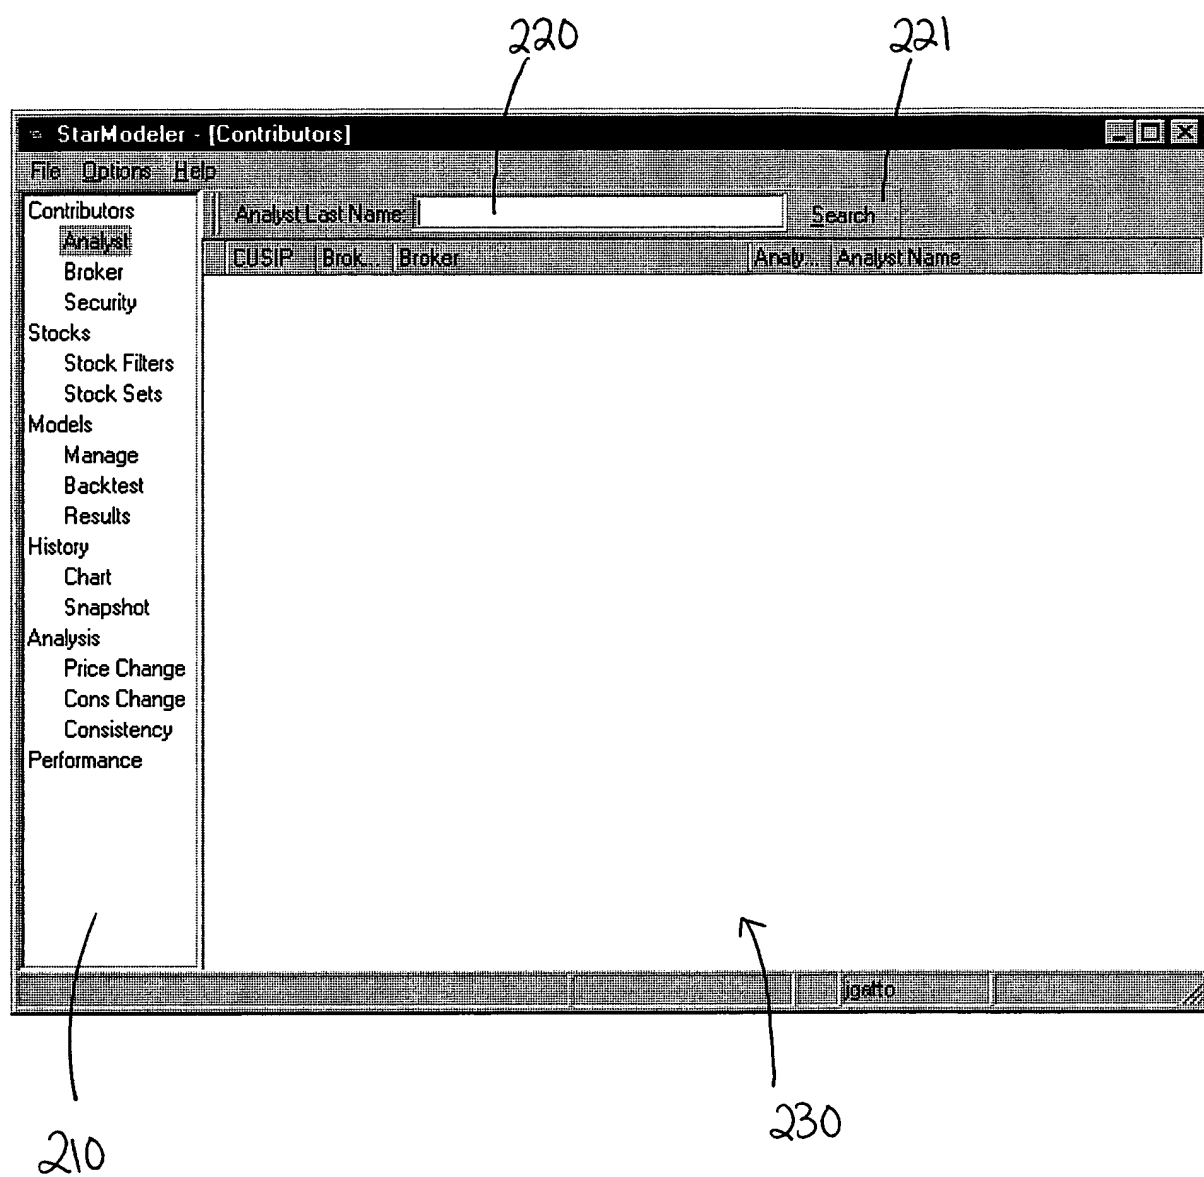 220 221
StarModeler - [Contributors]
File Options Help
Contributors
Analyst Last Name: Search
Analyst
CUSIP Brok... Broker Analy... Analyst Name
Broker
Security
Stocks
Stock Filters
Stock Sets
Models
Manage
Backtest
Results
History
Chart
Snapshot
Analysis
Price Change
Cons Change
Consistency
Performance
jgatto
210 230